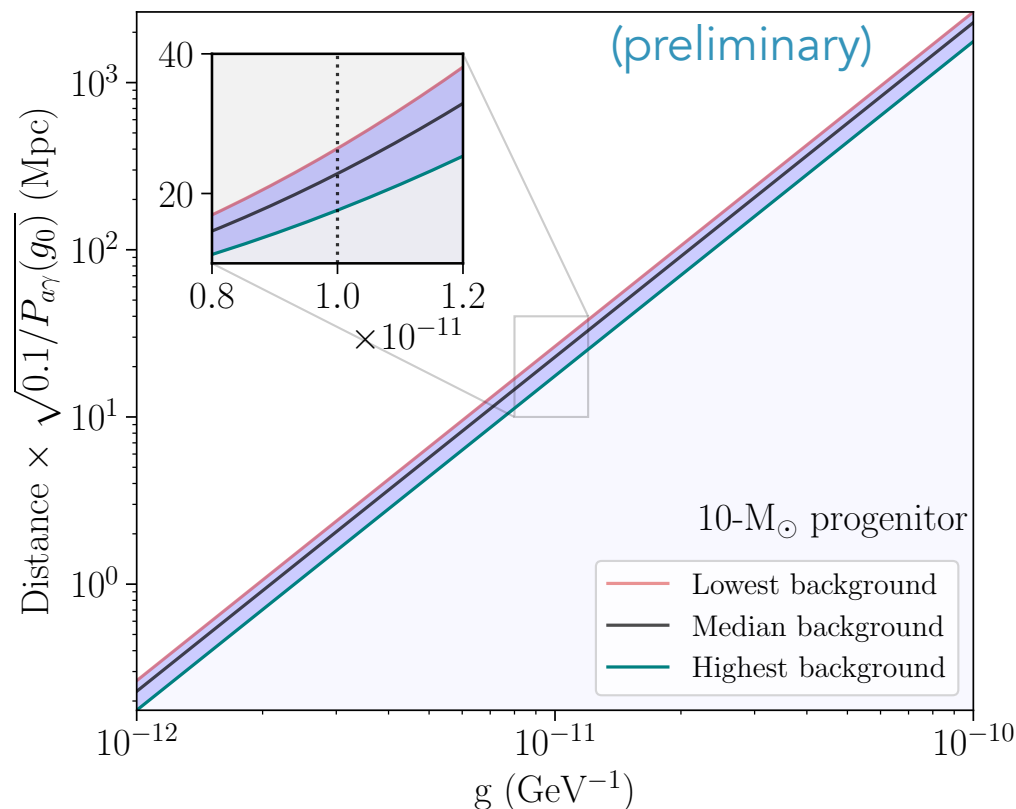 (preliminary)
Distance × √0.1/P_{aγ}(g_0) (Mpc)
10^3
10^2
10^1
10^0
40
20
0.8
1.0
1.2
×10^{−11}
10-M_⊙ progenitor
Lowest background
Median background
Highest background
10^{−12}
10^{−11}
10^{−10}
g (GeV^{−1})